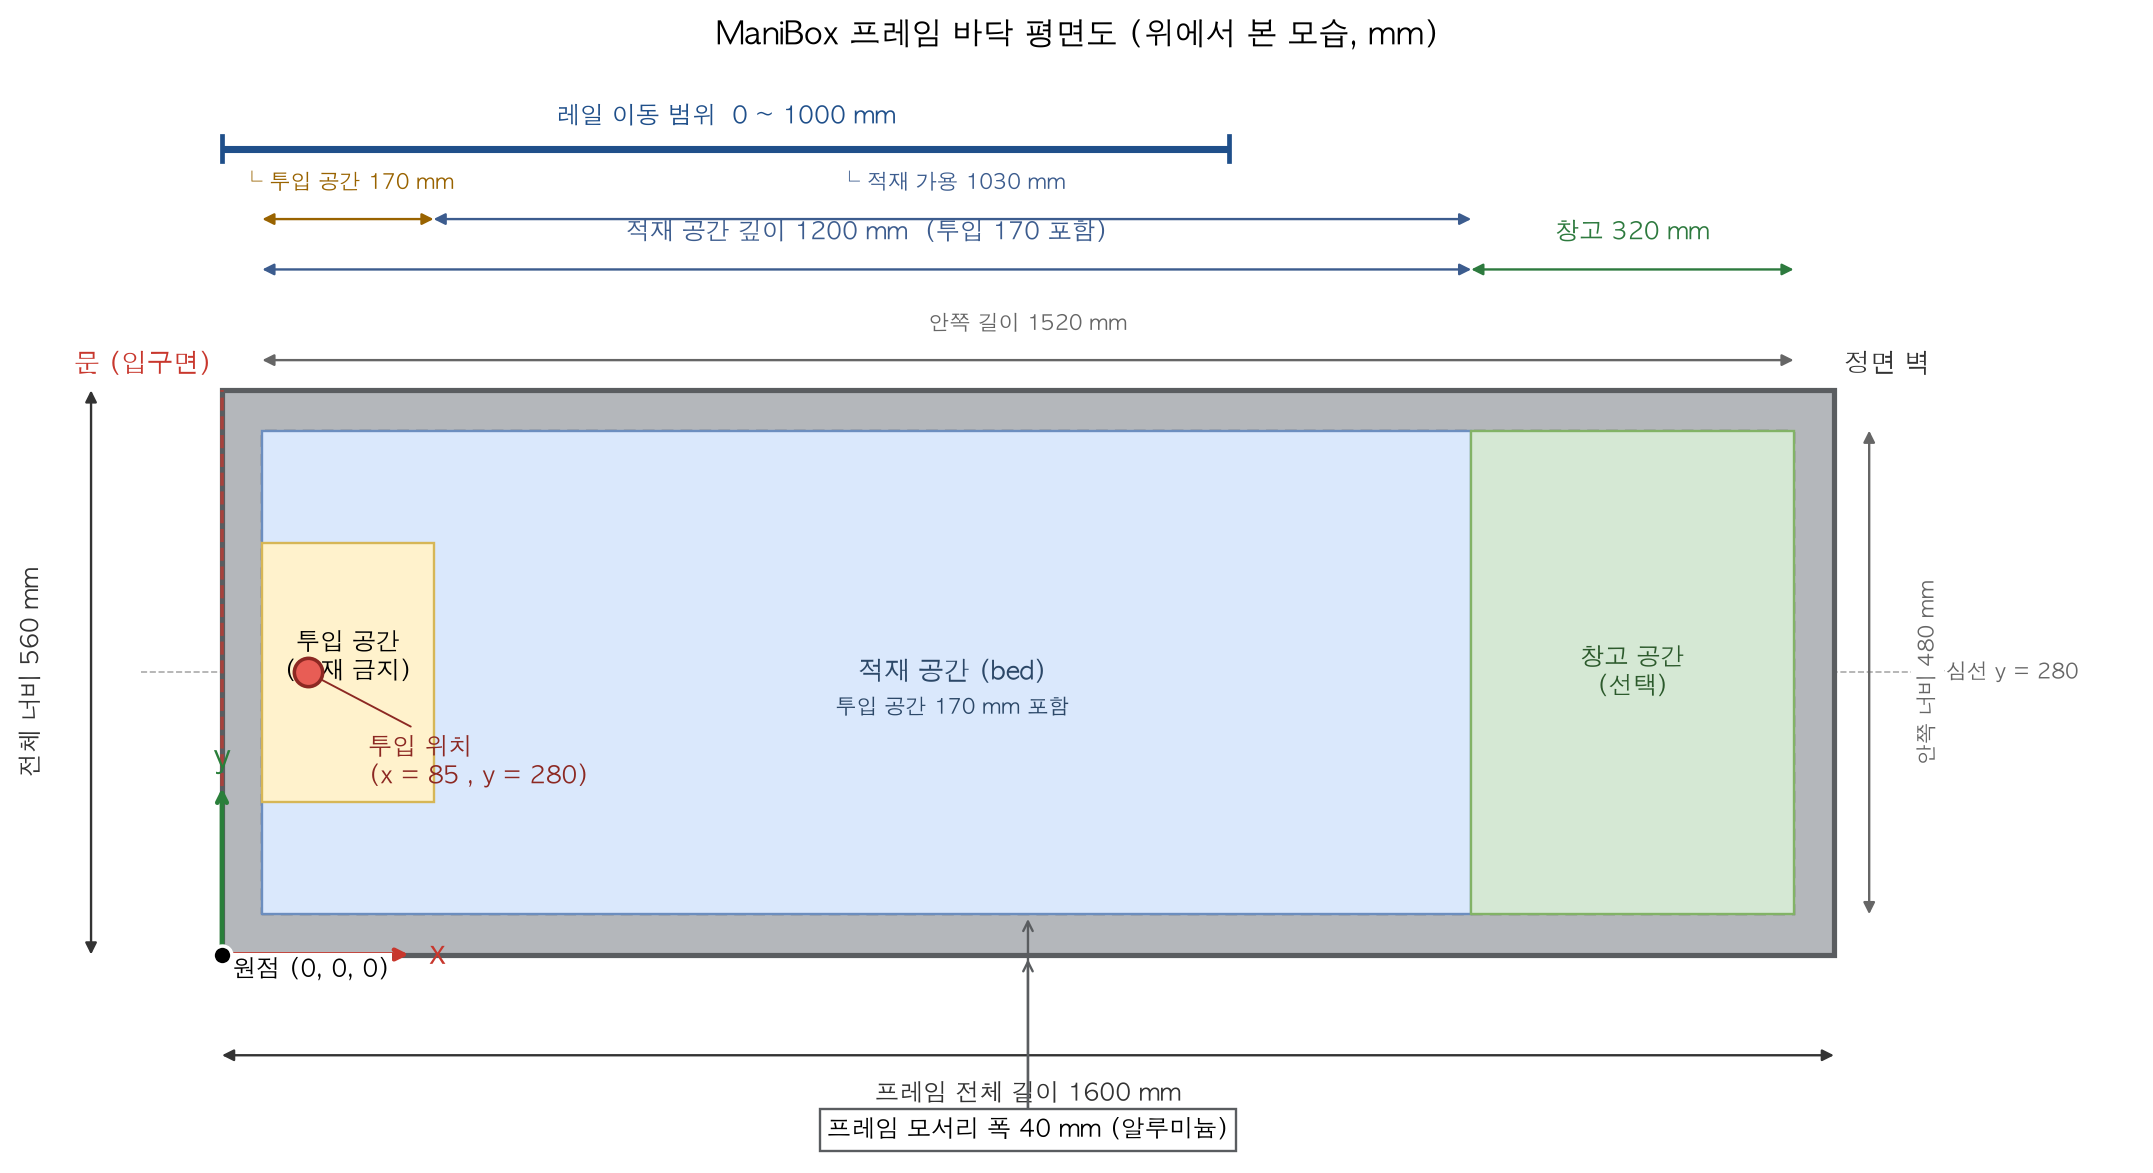 ManiBox 프레임 바닥 평면도 (위에서 본 모습, mm)
레일 이동 범위 0 ~ 1000 mm
└ 투입 공간 170 mm
└ 적재 가용 1030 mm
적재 공간 깊이 1200 mm (투입 170 포함)
창고 320 mm
안쪽 길이 1520 mm
문 (입구면)
정면 벽
전체 너비 560 mm
투입 공간
( 재 금지)
투입 위치
(x = 85 , y = 280)
적재 공간 (bed)
투입 공간 170 mm 포함
창고 공간
(선택)
안쪽 너비 480 mm
심선 y = 280
y
x
원점 (0, 0, 0)
프레임 전체 길이 1600 mm
프레임 모서리 폭 40 mm (알루미늄)